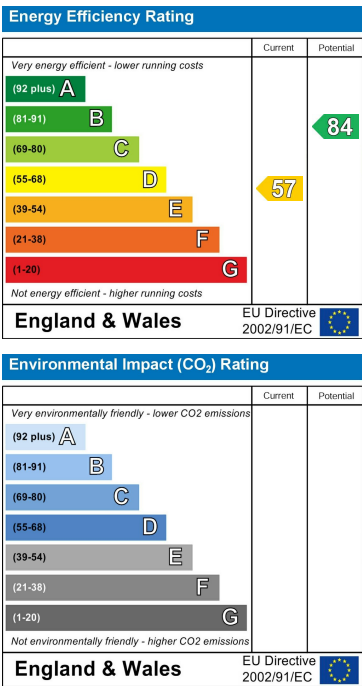 Energy Efficiency Rating
Current Potential
Very energy efficient - lower running costs
(92 plus) A
(81-91) B
84
(69-80) C
(55-68) D
57
(39-54) E
(21-38) F
(1-20) G
Not energy efficient - higher running costs
England & Wales
EU Directive
2002/91/EC
Environmental Impact (CO₂) Rating
Current Potential
Very environmentally friendly - lower CO2 emissions
(92 plus) A
(81-91) B
(69-80) C
(55-68) D
(39-54) E
(21-38) F
(1-20) G
Not environmentally friendly - higher CO2 emissions
England & Wales
EU Directive
2002/91/EC